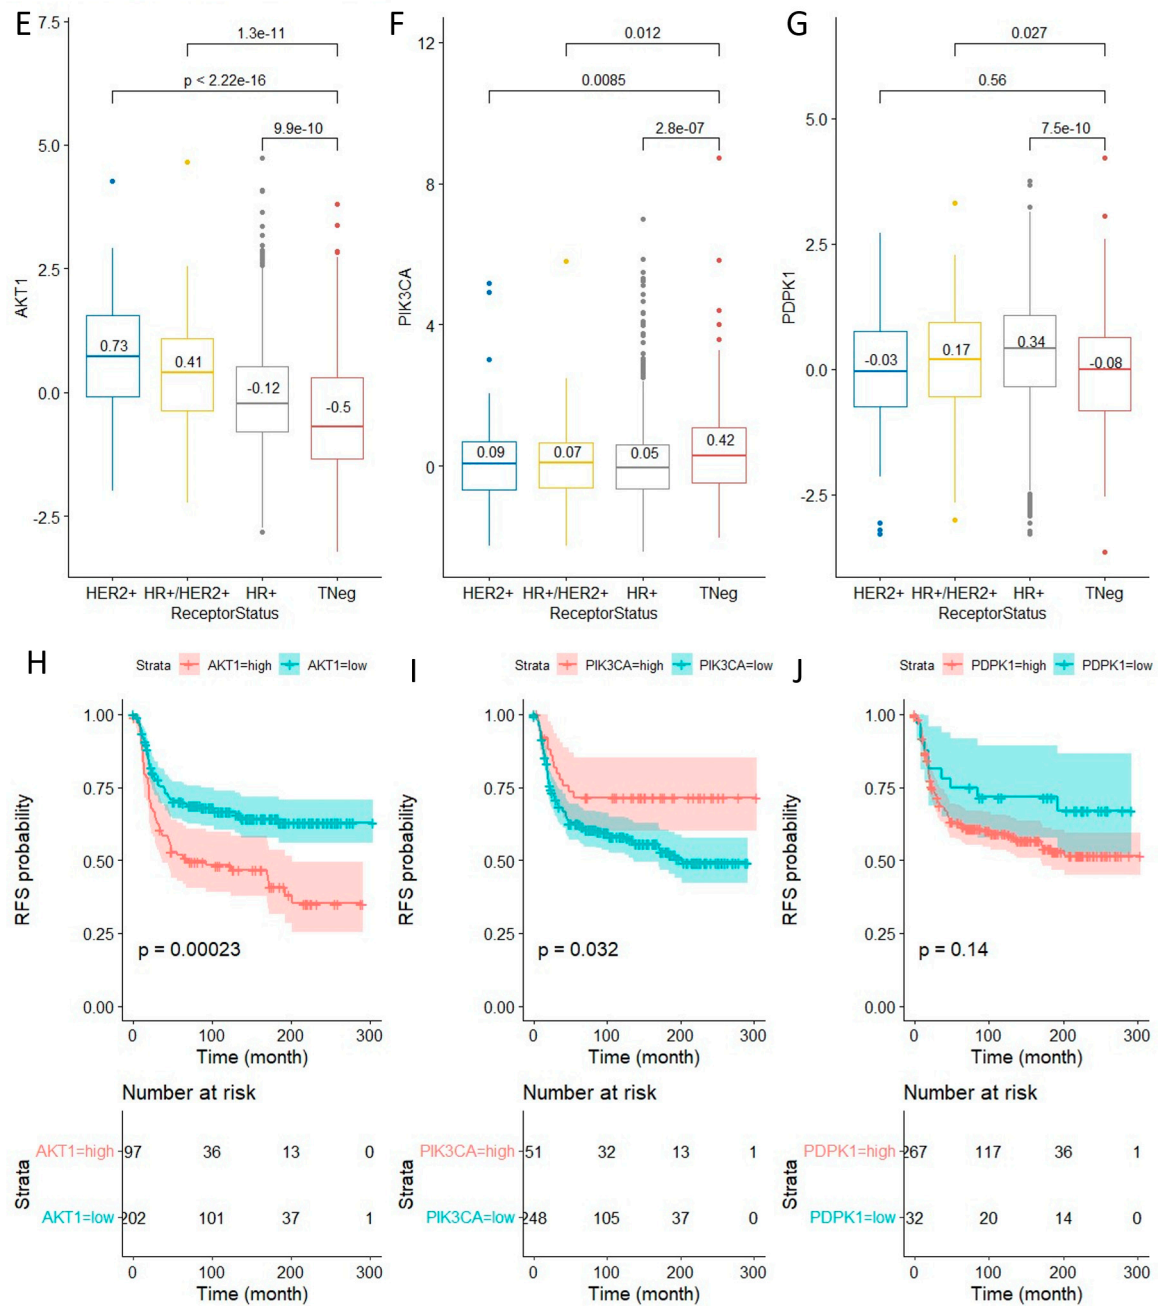 E
7.5
5.0
2.5
0.0
-2.5
AKT1
1.3e-11
p < 2.22e-16
9.9e-10
0.73
0.41
-0.12
-0.5
HER2+ HR+/HER2+ HR+ TNeg
ReceptorStatus
F
12
8
4
0
PIK3CA
0.012
0.0085
2.8e-07
0.09
0.07
0.05
0.42
HER2+ HR+/HER2+ HR+ TNeg
ReceptorStatus
G
5.0
2.5
0.0
-2.5
PDPK1
0.027
0.56
7.5e-10
-0.03
0.17
0.34
-0.08
HER2+ HR+/HER2+ HR+ TNeg
ReceptorStatus
H
Strata AKT1=high AKT1=low
1.00
0.75
0.50
0.25
0.00
RFS probability
p = 0.00023
0 100 200 300
Time (month)
Number at risk
Strata
AKT1=high 97 36 13 0
AKT1=low 202 101 37 1
0 100 200 300
Time (month)
I
Strata PIK3CA=high PIK3CA=low
1.00
0.75
0.50
0.25
0.00
RFS probability
p = 0.032
0 100 200 300
Time (month)
Number at risk
Strata
PIK3CA=high 51 32 13 1
PIK3CA=low 248 105 37 0
0 100 200 300
Time (month)
J
Strata PDPK1=high PDPK1=low
1.00
0.75
0.50
0.25
0.00
RFS probability
p = 0.14
0 100 200 300
Time (month)
Number at risk
Strata
PDPK1=high 267 117 36 1
PDPK1=low 32 20 14 0
0 100 200 300
Time (month)